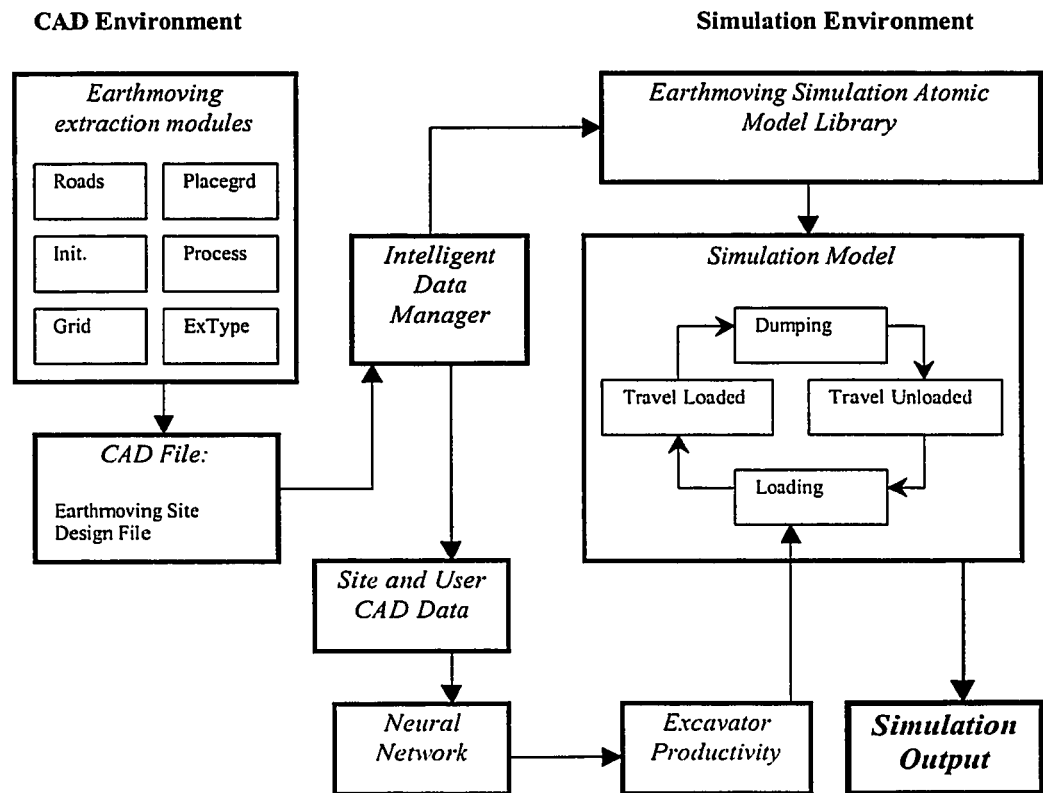 CAD Environment
Simulation Environment
Earthmoving
extraction modules
Roads
Placegrd
Init.
Process
Grid
ExType
CAD File:
Earthmoving Site
Design File
Intelligent
Data
Manager
Site and User
CAD Data
Neural
Network
Excavator
Productivity
Earthmoving Simulation Atomic
Model Library
Simulation Model
Dumping
Travel Loaded
Travel Unloaded
Loading
Simulation
Output